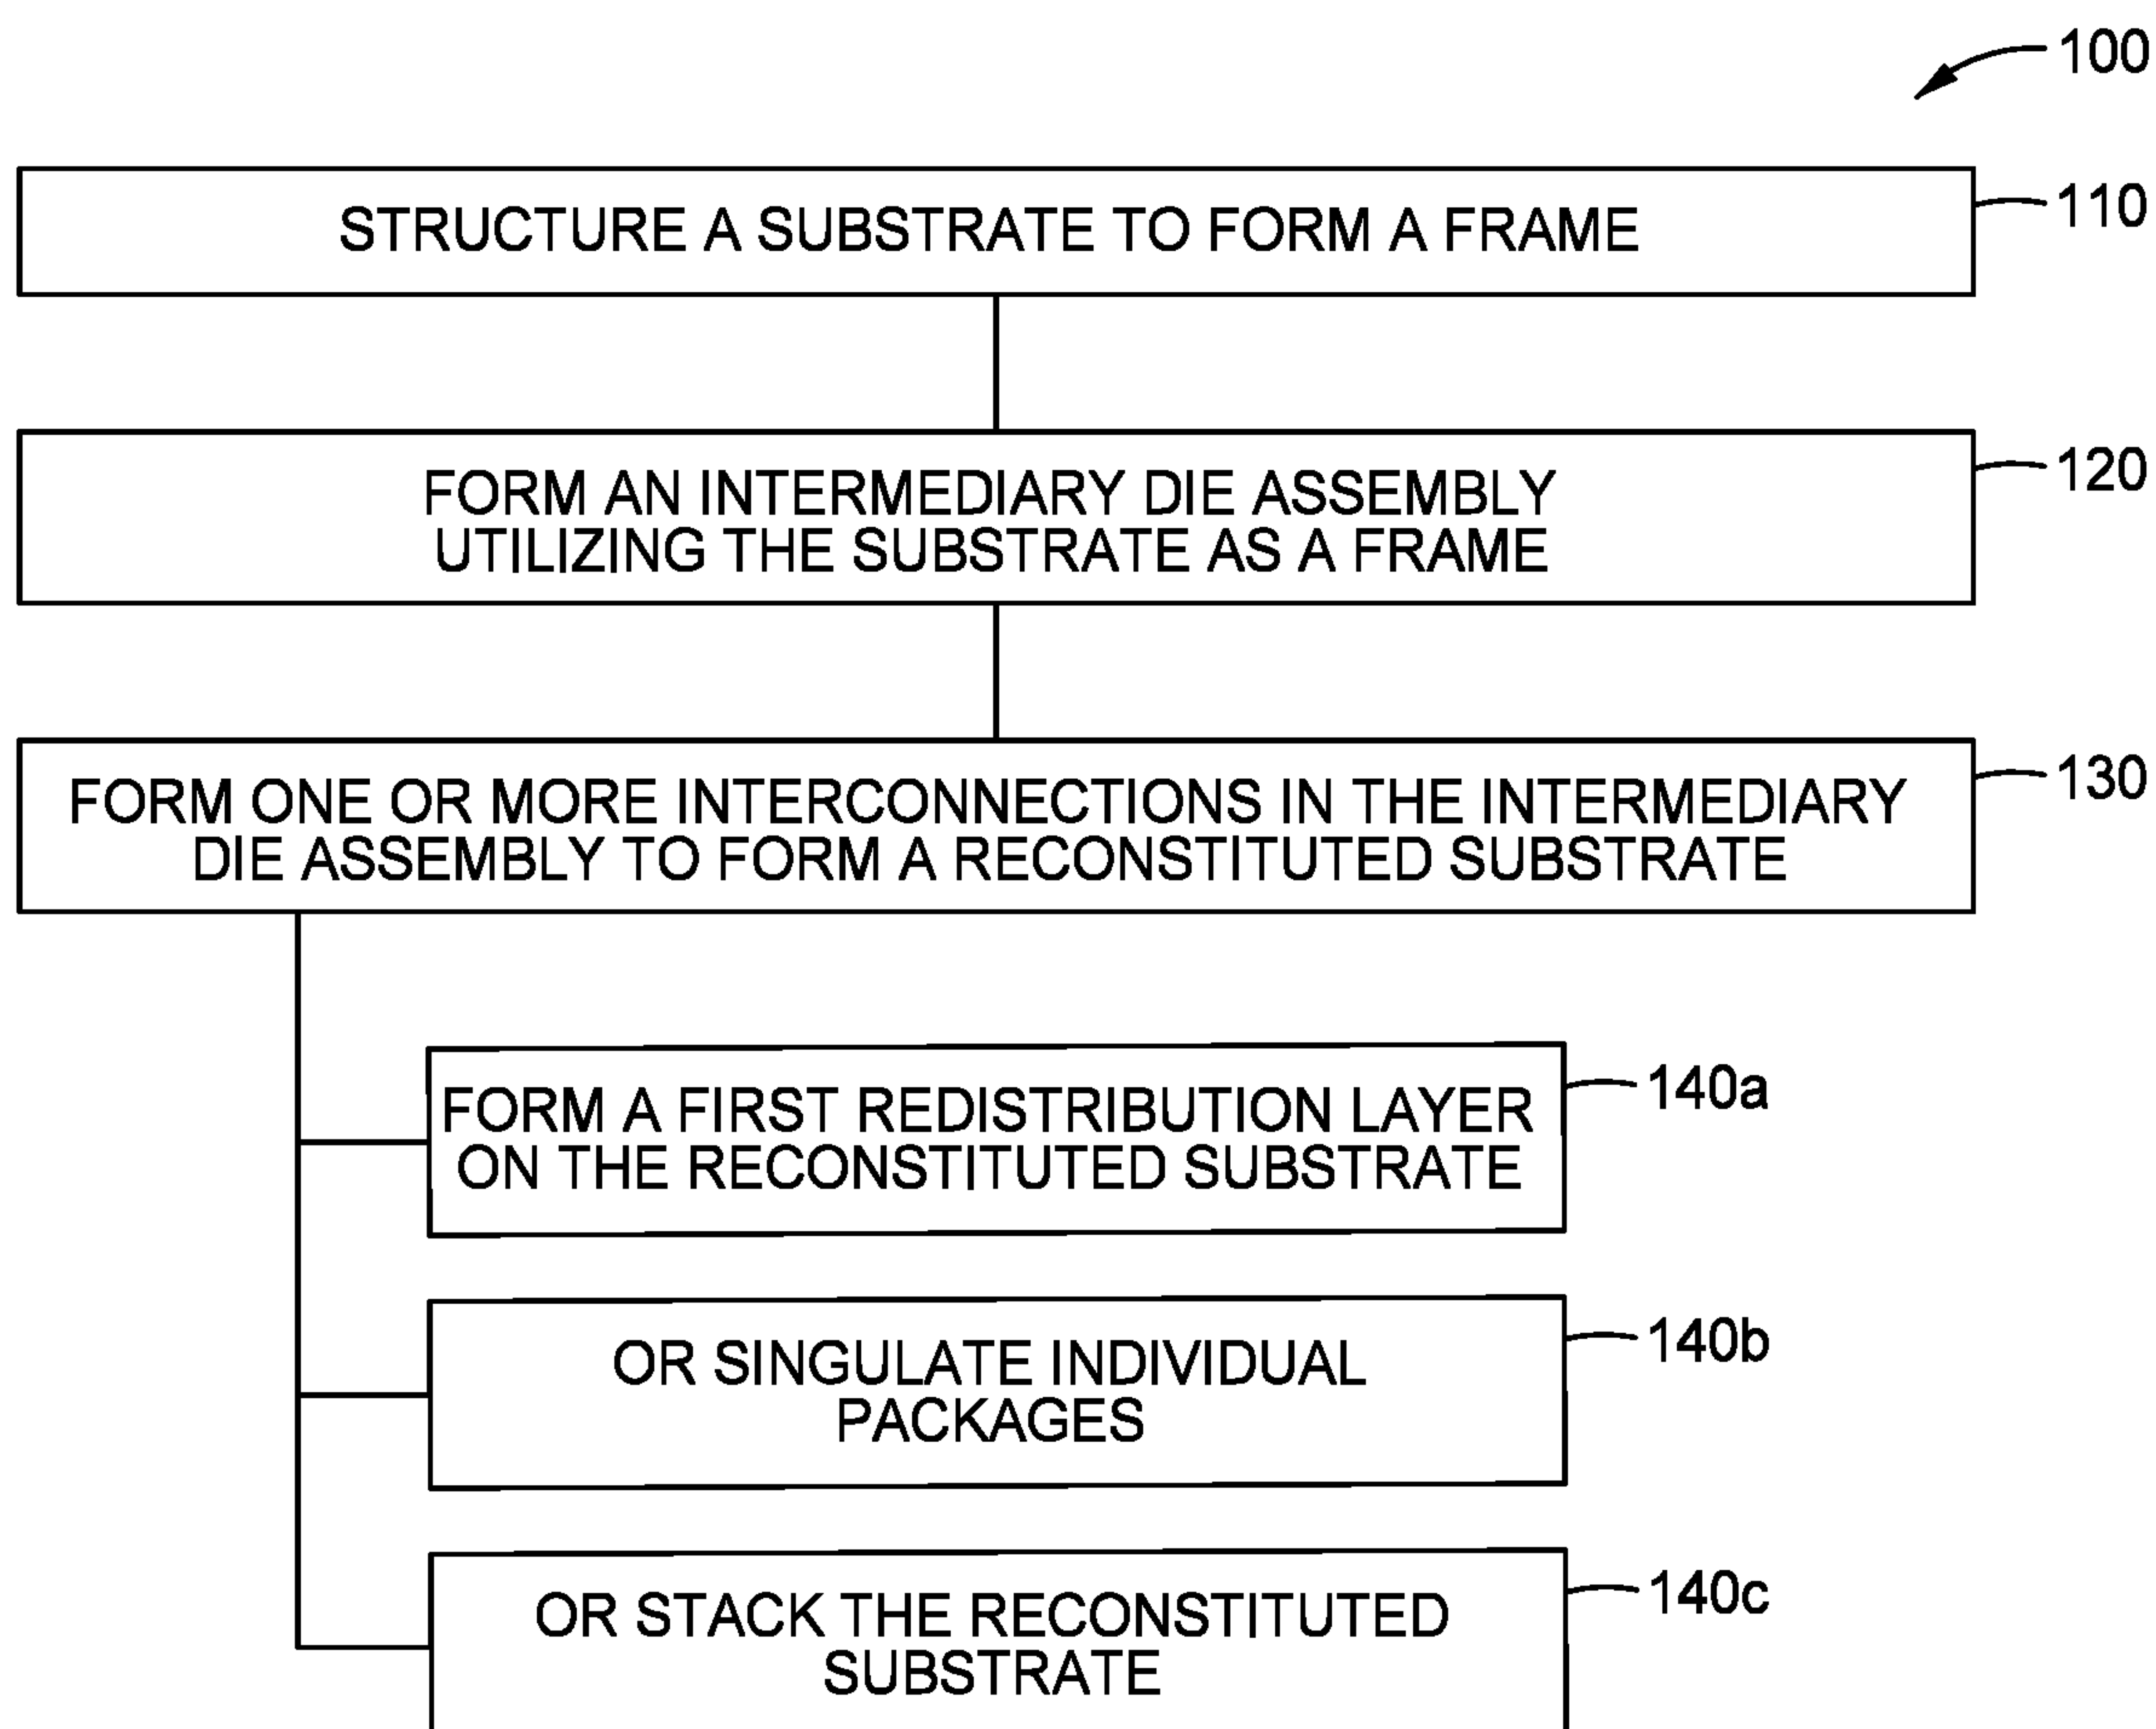 100
STRUCTURE A SUBSTRATE TO FORM A FRAME
110
FORM AN INTERMEDIARY DIE ASSEMBLY
UTILIZING THE SUBSTRATE AS A FRAME
120
FORM ONE OR MORE INTERCONNECTIONS IN THE INTERMEDIARY
DIE ASSEMBLY TO FORM A RECONSTITUTED SUBSTRATE
130
FORM A FIRST REDISTRIBUTION LAYER
ON THE RECONSTITUTED SUBSTRATE
140a
OR SINGULATE INDIVIDUAL
PACKAGES
140b
OR STACK THE RECONSTITUTED
SUBSTRATE
140c